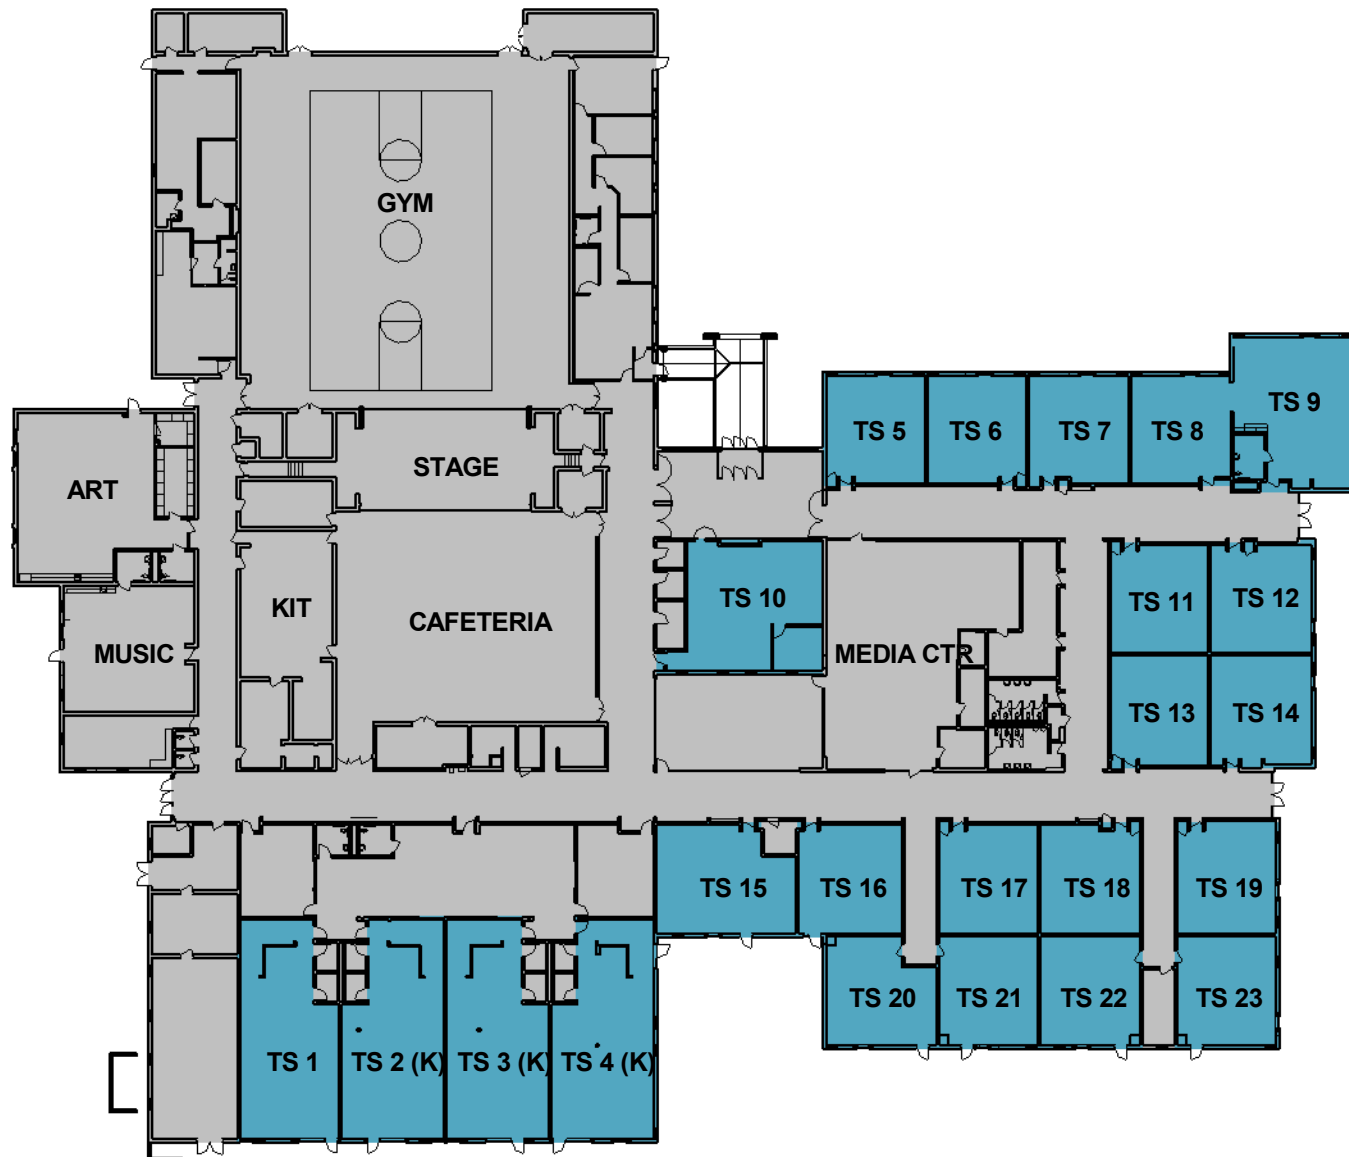 GYM
TS 9
TS 5
TS 6
TS 7
TS 8
STAGE
ART
TS 10
TS 11
TS 12
KIT
CAFETERIA
MUSIC
MEDIA CTR
TS 13
TS 14
TS 15
TS 16
TS 17
TS 18
TS 19
TS 20
TS 21
TS 22
TS 23
TS 1
TS 2 (K)
TS 3 (K)
TS 4 (K)